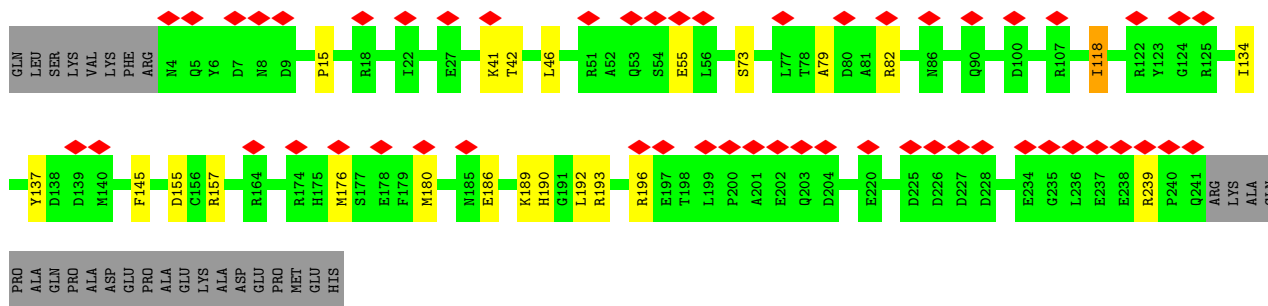 GLN LEU SER LYS VAL LYS PHE ARG N4 Q5 Y6 D7 N8 D9 P15 R18 I22 E27 K41 T42 L46 R51 A52 Q53 S54 E55 L56 S73 L77 T78 A79 D80 A81 R82 N86 Q90 D100 R107 I118 R122 Y123 G124 R125 I134
Y137 D138 D139 M140 F145 D155 C156 R157 R164 R174 H175 M176 S177 E178 F179 M180 N185 E186 K189 H190 G191 L192 R193 R196 E197 T198 L199 P200 A201 E202 Q203 D204 E220 D225 D226 D227 D228 E234 G235 L236 E237 E238 R239 P240 Q241 ARG LYS ALA GLN
PRO ALA GLN PRO ALA ASP GLU PRO ALA GLU LYS ALA ASP GLU PRO MET GLU HIS